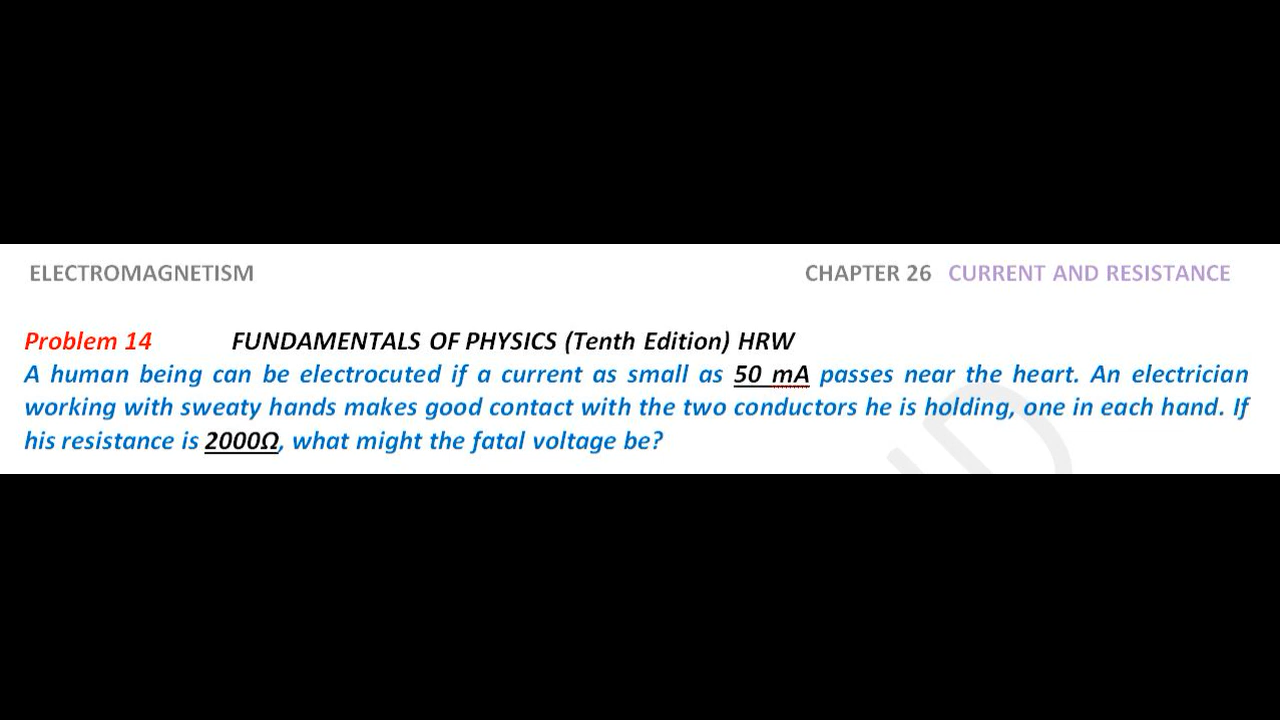 ELECTROMAGNETISM CHAPTER 26 CURRENT AND RESISTANCE
Problem 14 FUNDAMENTALS OF PHYSICS (Tenth Edition) HRW
A human being can be electrocuted if a current as small as 50 mA passes near the heart. An electrician
working with sweaty hands makes good contact with the two conductors he is holding, one in each hand. If
his resistance is 2000Ω, what might the fatal voltage be?